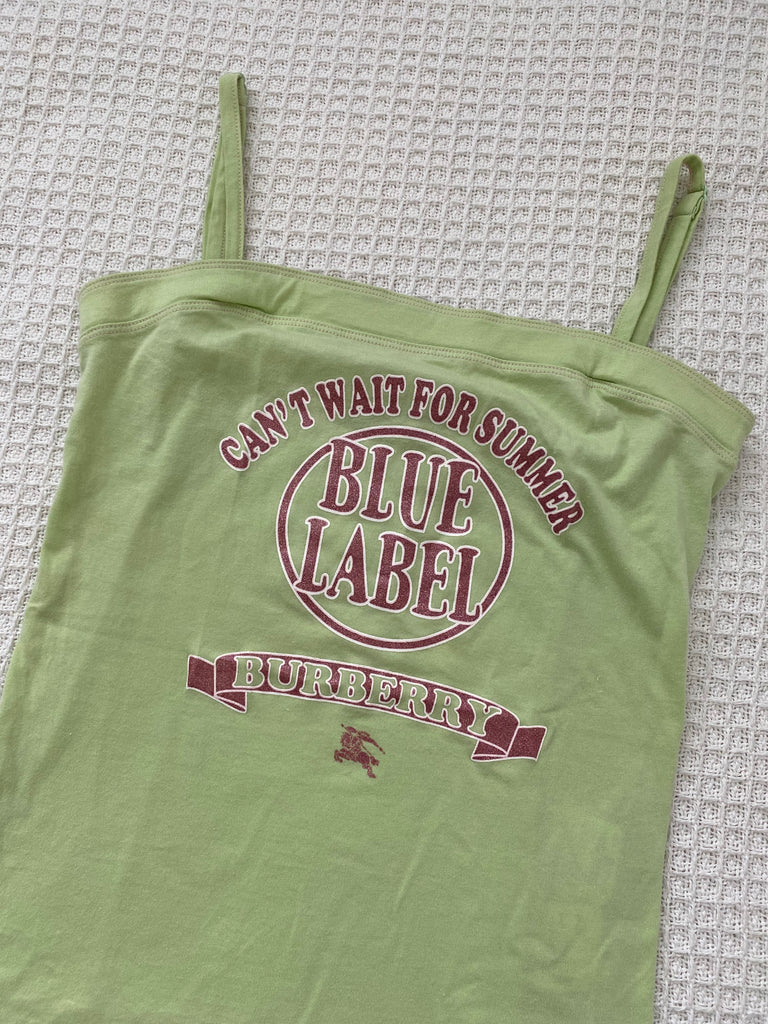 CAN'T WAIT FOR SUMMER
BLUE
LABEL
BURBERRY